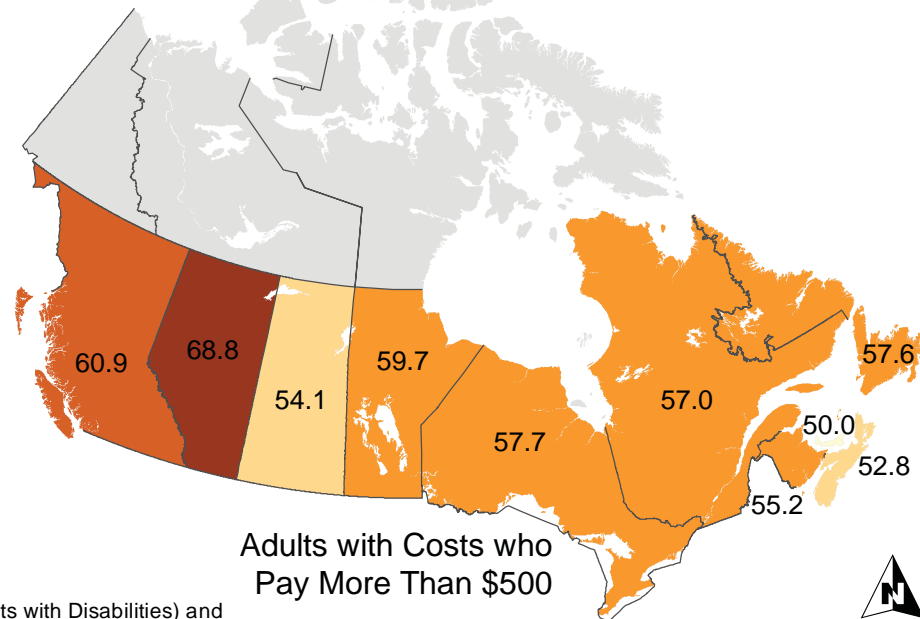 60.9
68.8
54.1
59.7
57.7
57.0
57.6
50.0
52.8
55.2
Adults with Costs who
Pay More Than $500
N
ts with Disabilities) and